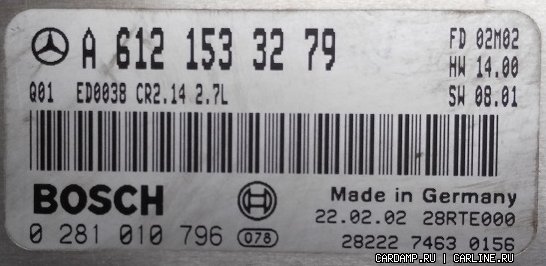 A 612 153 32 79 FD 02M02
HW 14.00
Q01 ED0038 CR2.14 2.7L SW 08.01
BOSCH Made in Germany
22.02.02 28RTE000
0 281 010 796 078 28222 7463 0156
CARDAMP.RU | CARLINE.RU